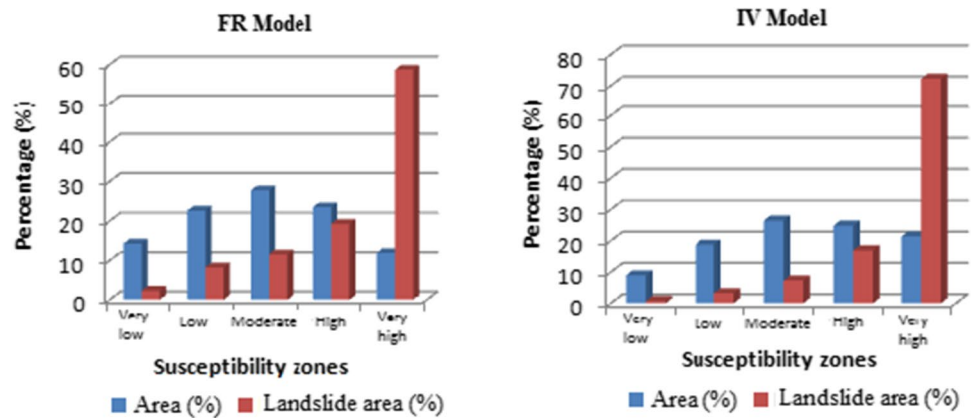 FR Model
Percentage (%)
60
50
40
30
20
10
0
Very low
Low
Moderate
High
Very high
Susceptibility zones
Area (%)
Landslide area (%)
IV Model
Percentage (%)
80
70
60
50
40
30
20
10
0
Very low
Low
Moderate
High
Very high
Susceptibility zones
Area (%)
Landslide area (%)